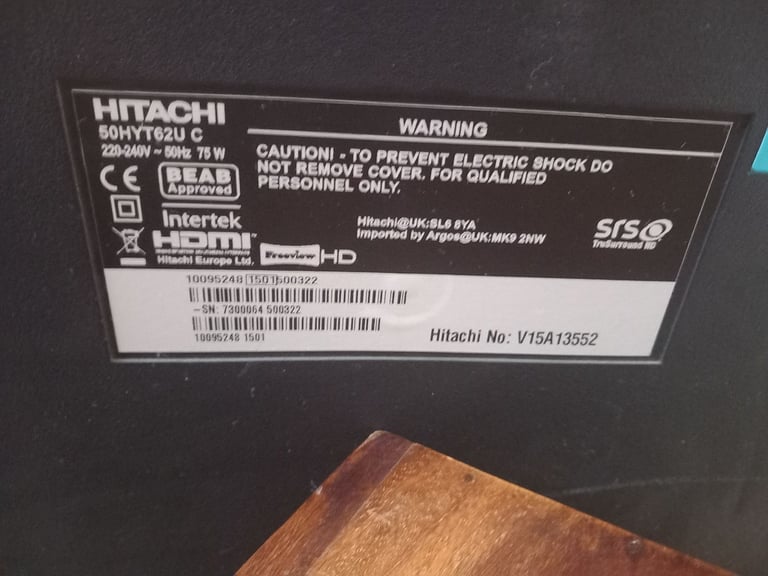 HITACHI
50HYT62U C
220-240V ~ 50Hz 75 W
CE
BEAB
Approved
Intertek
HDMI™
Hitachi Europe Ltd.
Freeview HD
WARNING
CAUTION! - TO PREVENT ELECTRIC SHOCK DO
NOT REMOVE COVER. FOR QUALIFIED
PERSONNEL ONLY.
Hitachi@UK:SL6 8YA
Imported by Argos@UK:MK9 2NW
SRS
TruSurround HD
10095248 1501 500322
-SN: 7300064 500322
10095248 1501
Hitachi No: V15A13552